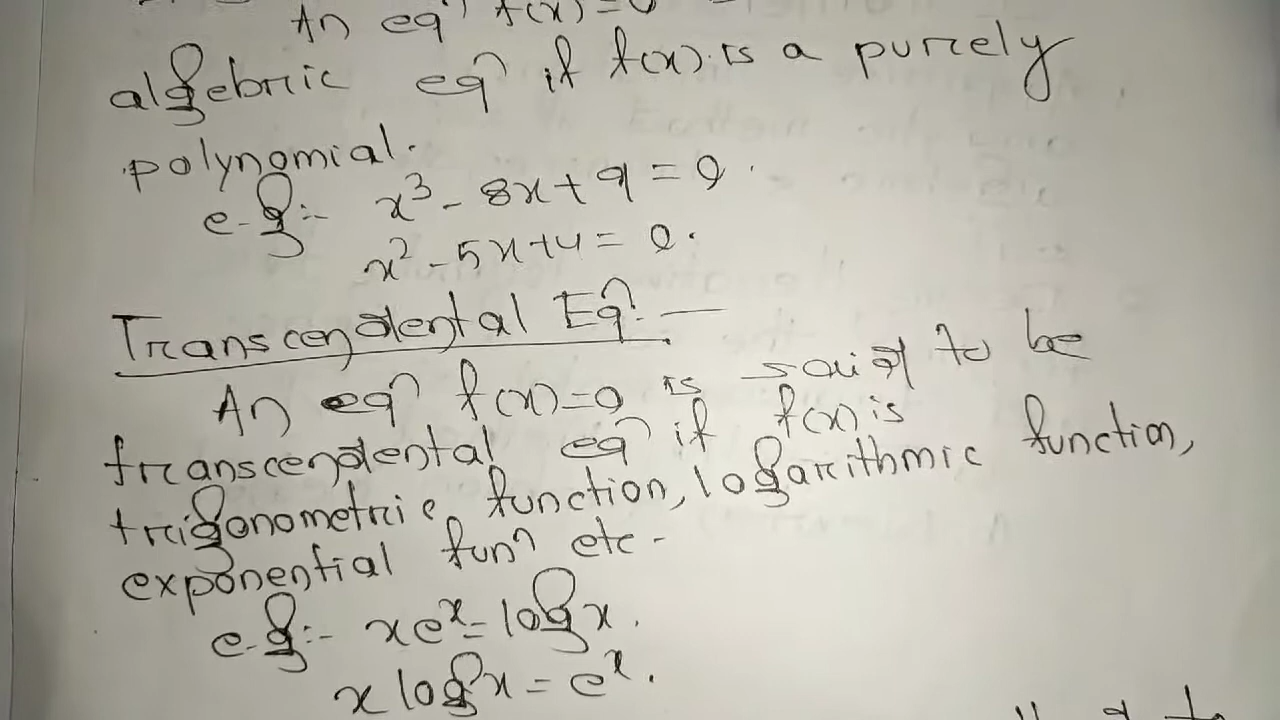 An eqn f(x)=0
algebric eqn if f(x) is a purely
polynomial.
e.g:- x³ - 8x + 9 = 0.
x² - 5x + 4 = 0.
Transcendental Eqn:-
An eqn f(x)=0 is said to be
transcendental eqn if f(x) is
trigonometric function, logarithmic function,
exponential funn etc-
e.g:- xeˣ = log x.
x log x = eˣ.